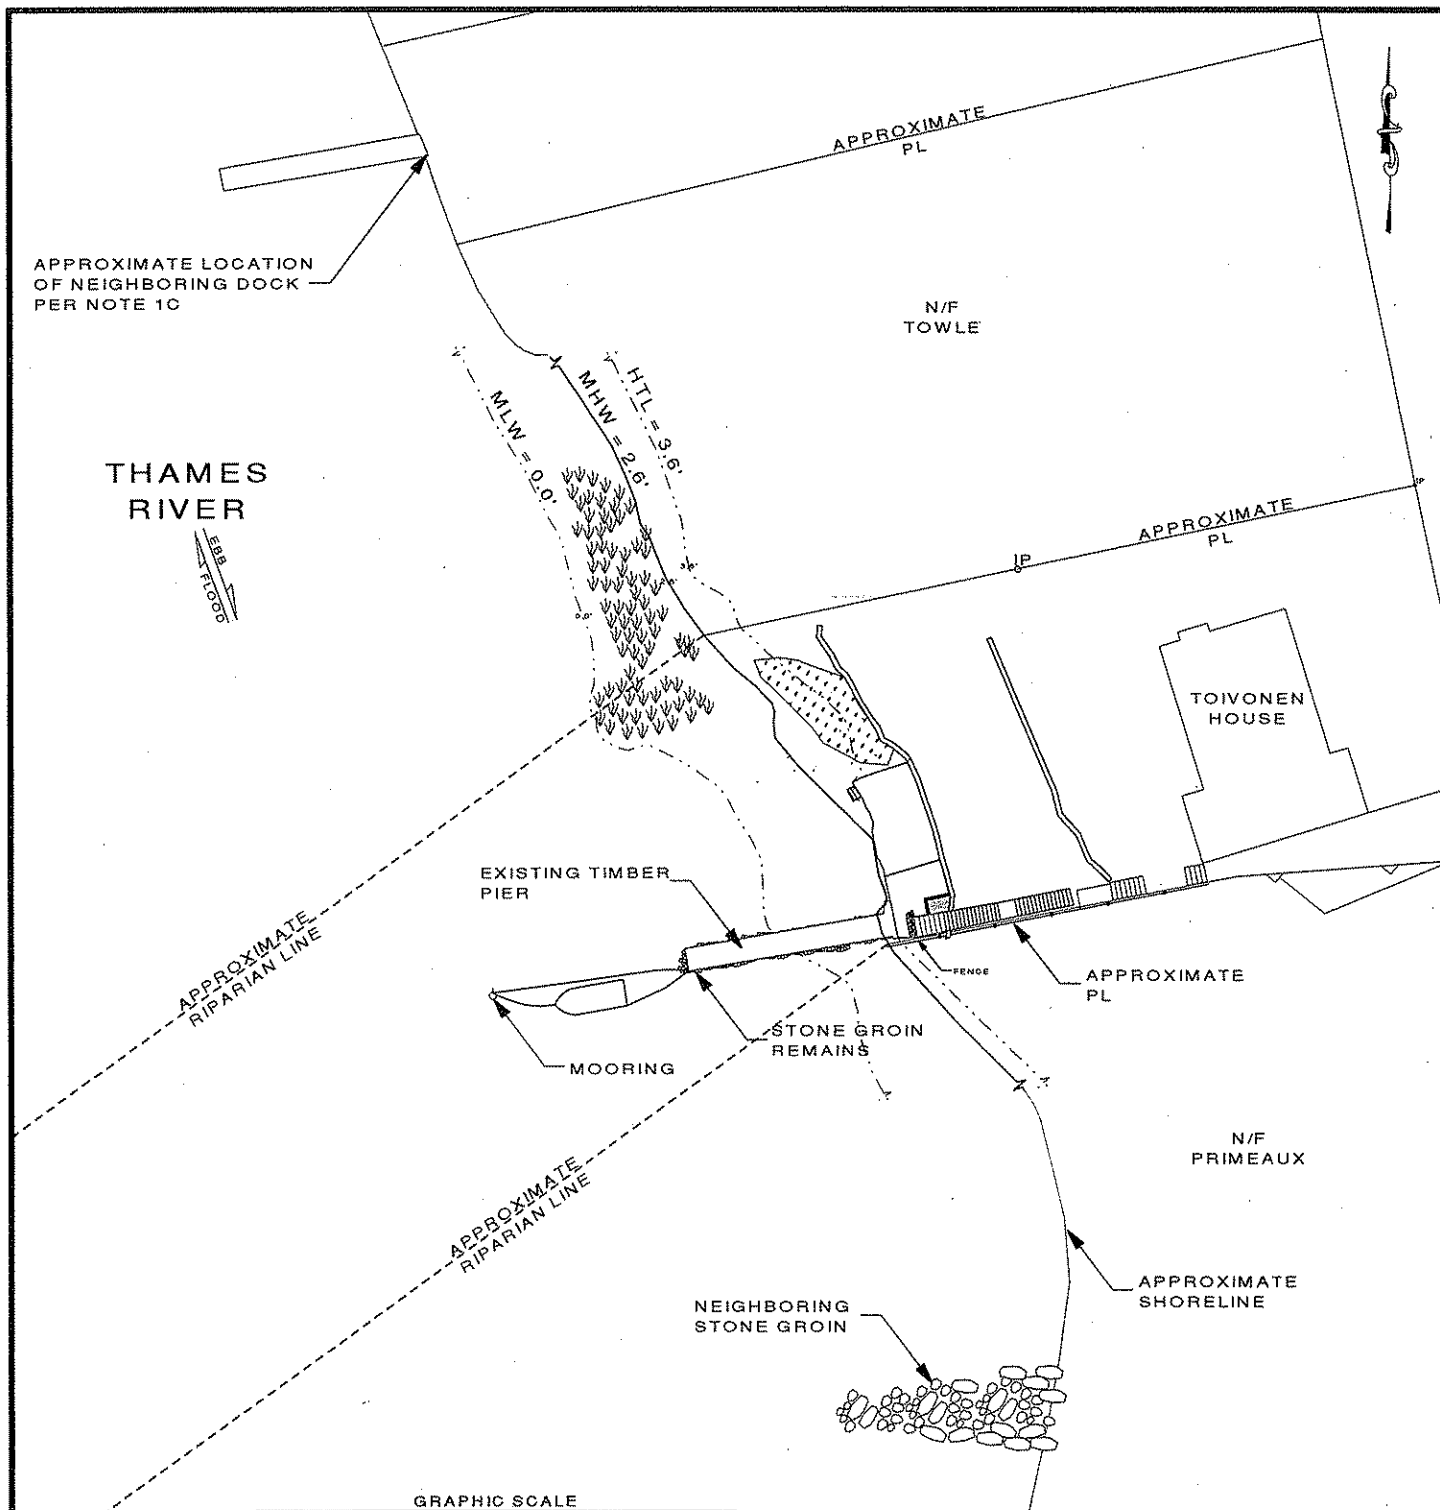 APPROXIMATE
PL
APPROXIMATE LOCATION
OF NEIGHBORING DOCK
PER NOTE 1C
N/F
TOWLE
MLW = 0.0'
MHW = 2.6'
HTL = 3.6'
THAMES
RIVER
EBB
FLOOD
APPROXIMATE
PL
IP
IP
TOIVONEN
HOUSE
EXISTING TIMBER
PIER
APPROXIMATE
RIPARIAN LINE
FENCE
APPROXIMATE
PL
STONE GROIN
REMAINS
MOORING
N/F
PRIMEAUX
APPROXIMATE
RIPARIAN LINE
APPROXIMATE
SHORELINE
NEIGHBORING
STONE GROIN
GRAPHIC SCALE